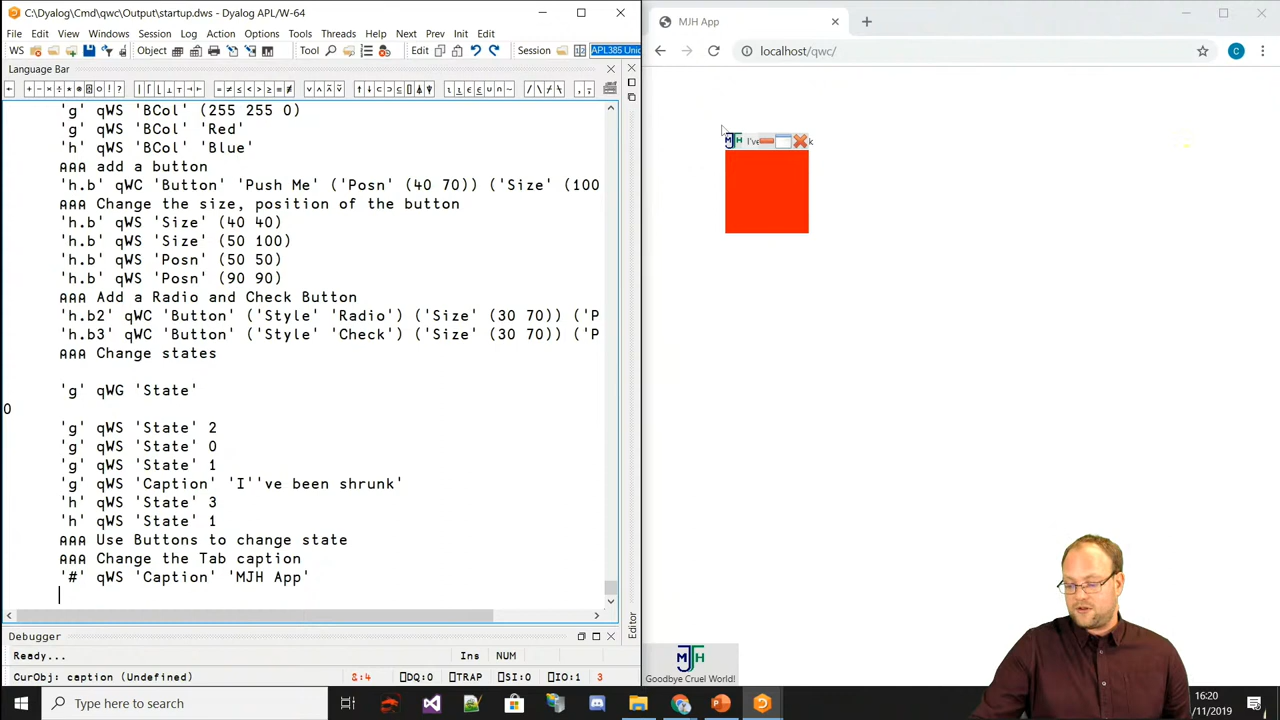 C:\Dyalog\Cmd\qwc\Output\startup.dws - Dyalog APL/W-64
File Edit View Windows Session Log Action Options Tools Threads Help Next Prev Init Edit
WS Object Tool Edit Session APL385 Unic
Language Bar
'g' qWS 'BCol' (255 255 0)
'g' qWS 'BCol' 'Red'
'h' qWS 'BCol' 'Blue'
⍝⍝⍝ add a button
'h.b' qWC 'Button' 'Push Me' ('Posn' (40 70)) ('Size' (100
⍝⍝⍝ Change the size, position of the button
'h.b' qWS 'Size' (40 40)
'h.b' qWS 'Size' (50 100)
'h.b' qWS 'Posn' (50 50)
'h.b' qWS 'Posn' (90 90)
⍝⍝⍝ Add a Radio and Check Button
'h.b2' qWC 'Button' ('Style' 'Radio') ('Size' (30 70)) ('P
'h.b3' qWC 'Button' ('Style' 'Check') ('Size' (30 70)) ('P
⍝⍝⍝ Change states
'g' qWG 'State'
0
'g' qWS 'State' 2
'g' qWS 'State' 0
'g' qWS 'State' 1
'g' qWS 'Caption' 'I''ve been shrunk'
'h' qWS 'State' 3
'h' qWS 'State' 1
⍝⍝⍝ Use Buttons to change state
⍝⍝⍝ Change the Tab caption
'#' qWS 'Caption' 'MJH App'
Editor
Debugger
Ready... Ins NUM
CurObj: caption (Undefined) &:4 ⎕DQ:0 ⎕TRAP ⎕SI:0 ⎕IO:1 3
MJH App
localhost/qwc/
C
MJH I've k
MJH
Goodbye Cruel World!
Type here to search
16:20
/11/2019